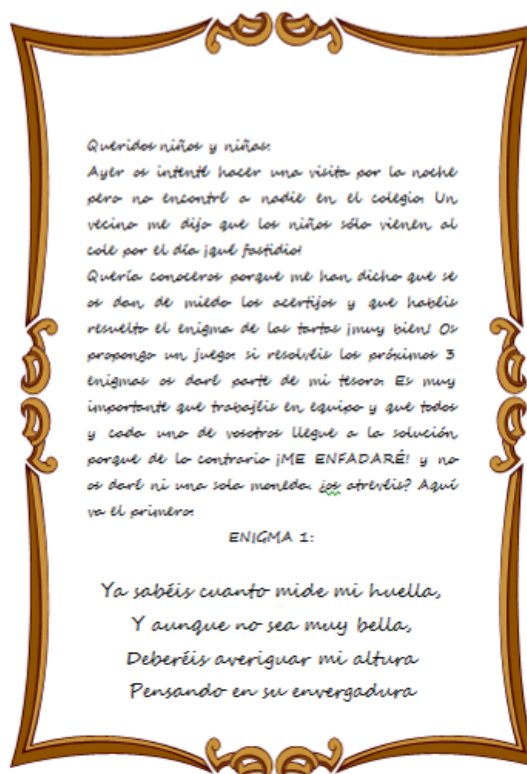 Queridos niños y niñas:
Ayer os intenté hacer una visita por la noche
pero no encontré a nadie en el colegio. Un
vecino me dijo que los niños sólo vienen al
cole por el día ¡qué fastidio!
Quería conoceros porque me han dicho que se
os dan de miedo los acertijos y que habéis
resuelto el enigma de las tartas ¡muy bien! Os
propongo un juego: si resolvéis los próximos 3
enigmas os daré parte de mi tesoro. Es muy
importante que trabajéis en equipo y que todos
y cada uno de vosotros llegue a la solución,
porque de lo contrario ¡ME ENFADARÉ! y no
os daré ni una sola moneda. ¿os atrevéis? Aquí
va el primero:
ENIGMA 1:
Ya sabéis cuanto mide mi huella,
Y aunque no sea muy bella,
Deberéis averiguar mi altura
Pensando en su envergadura